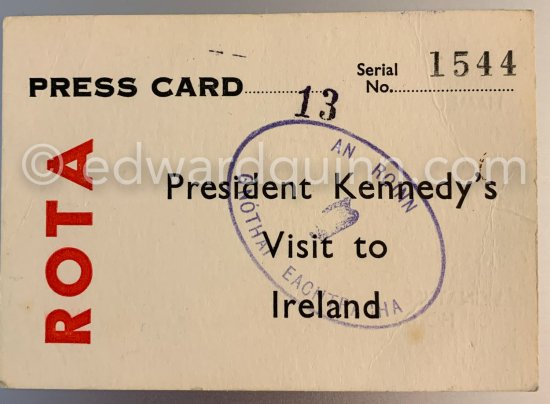 PRESS CARD
13
Serial
No.
1544
ROTA
© edwardquinn.com
President Kennedy's
Visit to
Ireland
AN ROINN
GNÓTHAÍ EACHTRACHA